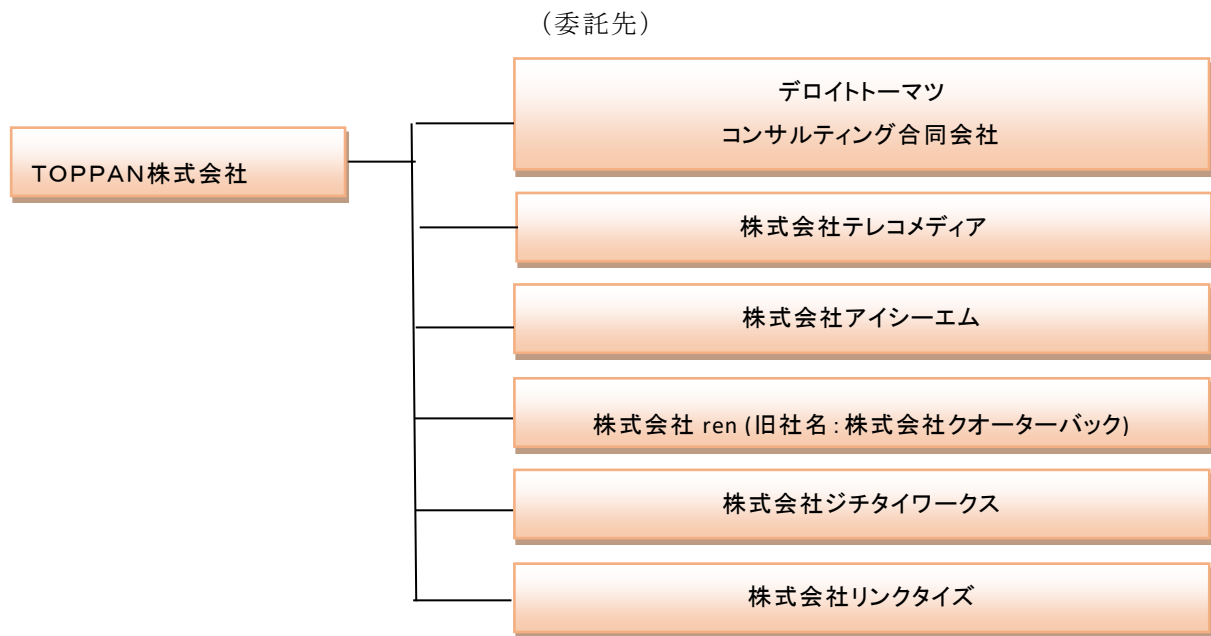 （委託先）
デロイトトーマツ
コンサルティング合同会社
TOPPAN株式会社
株式会社テレコメディア
株式会社アイシーエム
株式会社 ren (旧社名：株式会社クオーターバック)
株式会社ジチタイワークス
株式会社リンクタイズ